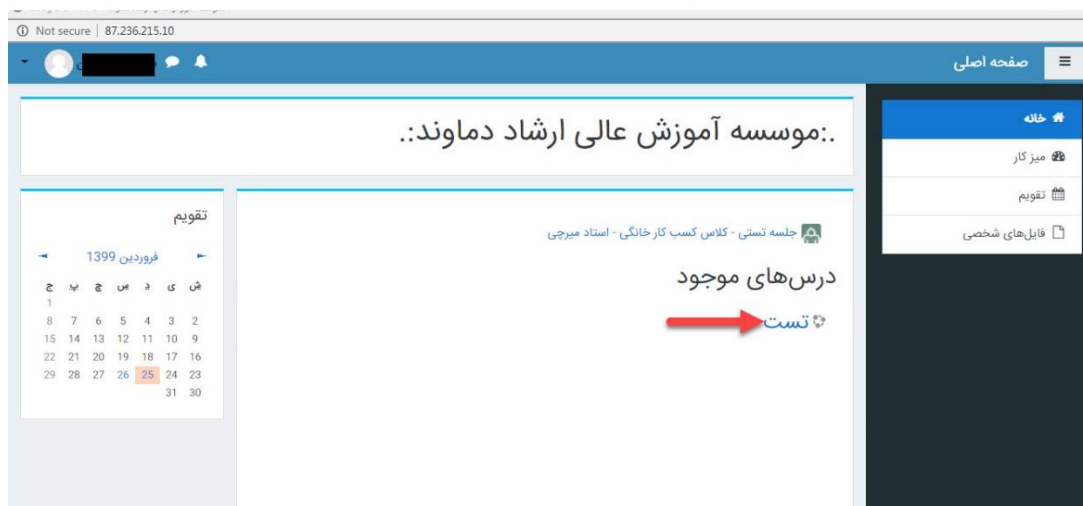 Not secure | 87.236.215.10
صفحه اصلی
خانه
میز کار
تقویم
فایل‌های شخصی
.:موسسه آموزش عالی ارشاد دماوند:.
جلسه تستی - کلاس کسب کار خانگی - استاد میرچی
درس‌های موجود
تست
تقویم
فروردین 1399
ش ی د س چ پ ج
1
2 3 4 5 6 7 8
9 10 11 12 13 14 15
16 17 18 19 20 21 22
23 24 25 26 27 28 29
30 31